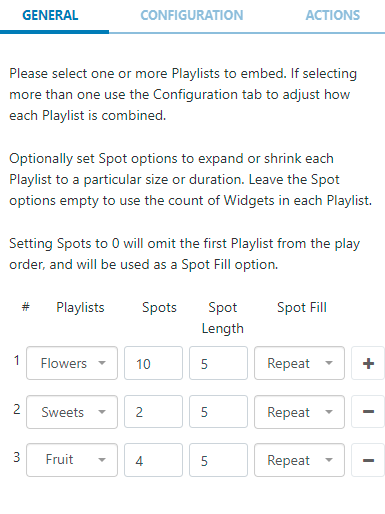 GENERAL CONFIGURATION ACTIONS
Please select one or more Playlists to embed. If selecting
more than one use the Configuration tab to adjust how
each Playlist is combined.
Optionally set Spot options to expand or shrink each
Playlist to a particular size or duration. Leave the Spot
options empty to use the count of Widgets in each Playlist.
Setting Spots to 0 will omit the first Playlist from the play
order, and will be used as a Spot Fill option.
# Playlists Spots Spot Length Spot Fill
1 Flowers 10 5 Repeat +
2 Sweets 2 5 Repeat −
3 Fruit 4 5 Repeat −